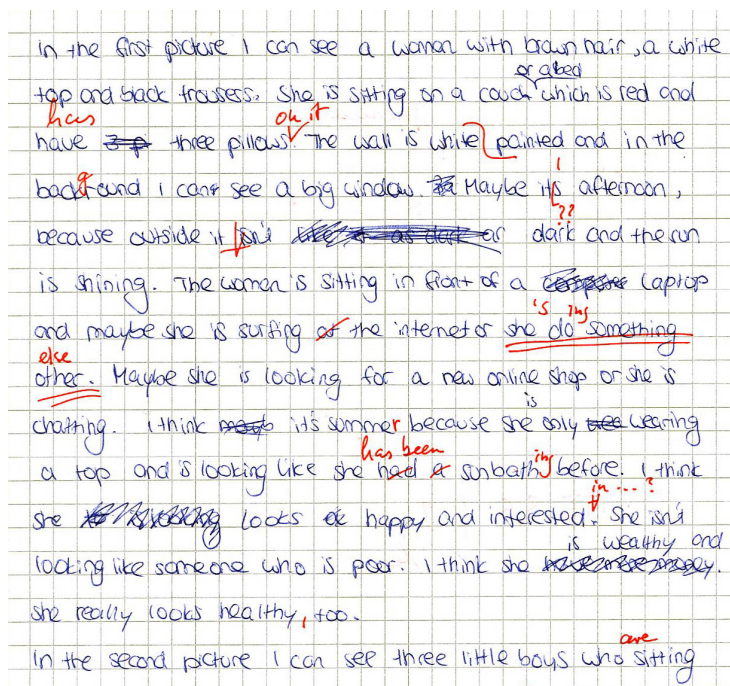 In the first picture I can see a woman with brown hair, a white
or a bed
top and black trousers. She is sitting on a couch which is red and
has on it
have three pillows The wall is white painted and in the
g
background I can see a big window. Maybe it's afternoon,
??
because outside it isn't dark and the sun
is shining. The women is sitting in front of a laptop
's ing
and maybe she is surfing at the internet or she do something
else
other. Maybe she is looking for a new online shop or she is
is
chatting. I think it's summer because she only wearing
has been
a top and is looking like she had a sunbath ing before. I think
in ... ?
she looks happy and interested. She isn't
is wealthy and
looking like someone who is poor. I think she
she really looks healthy, too.
are
In the second picture I can see three little boys who sitting